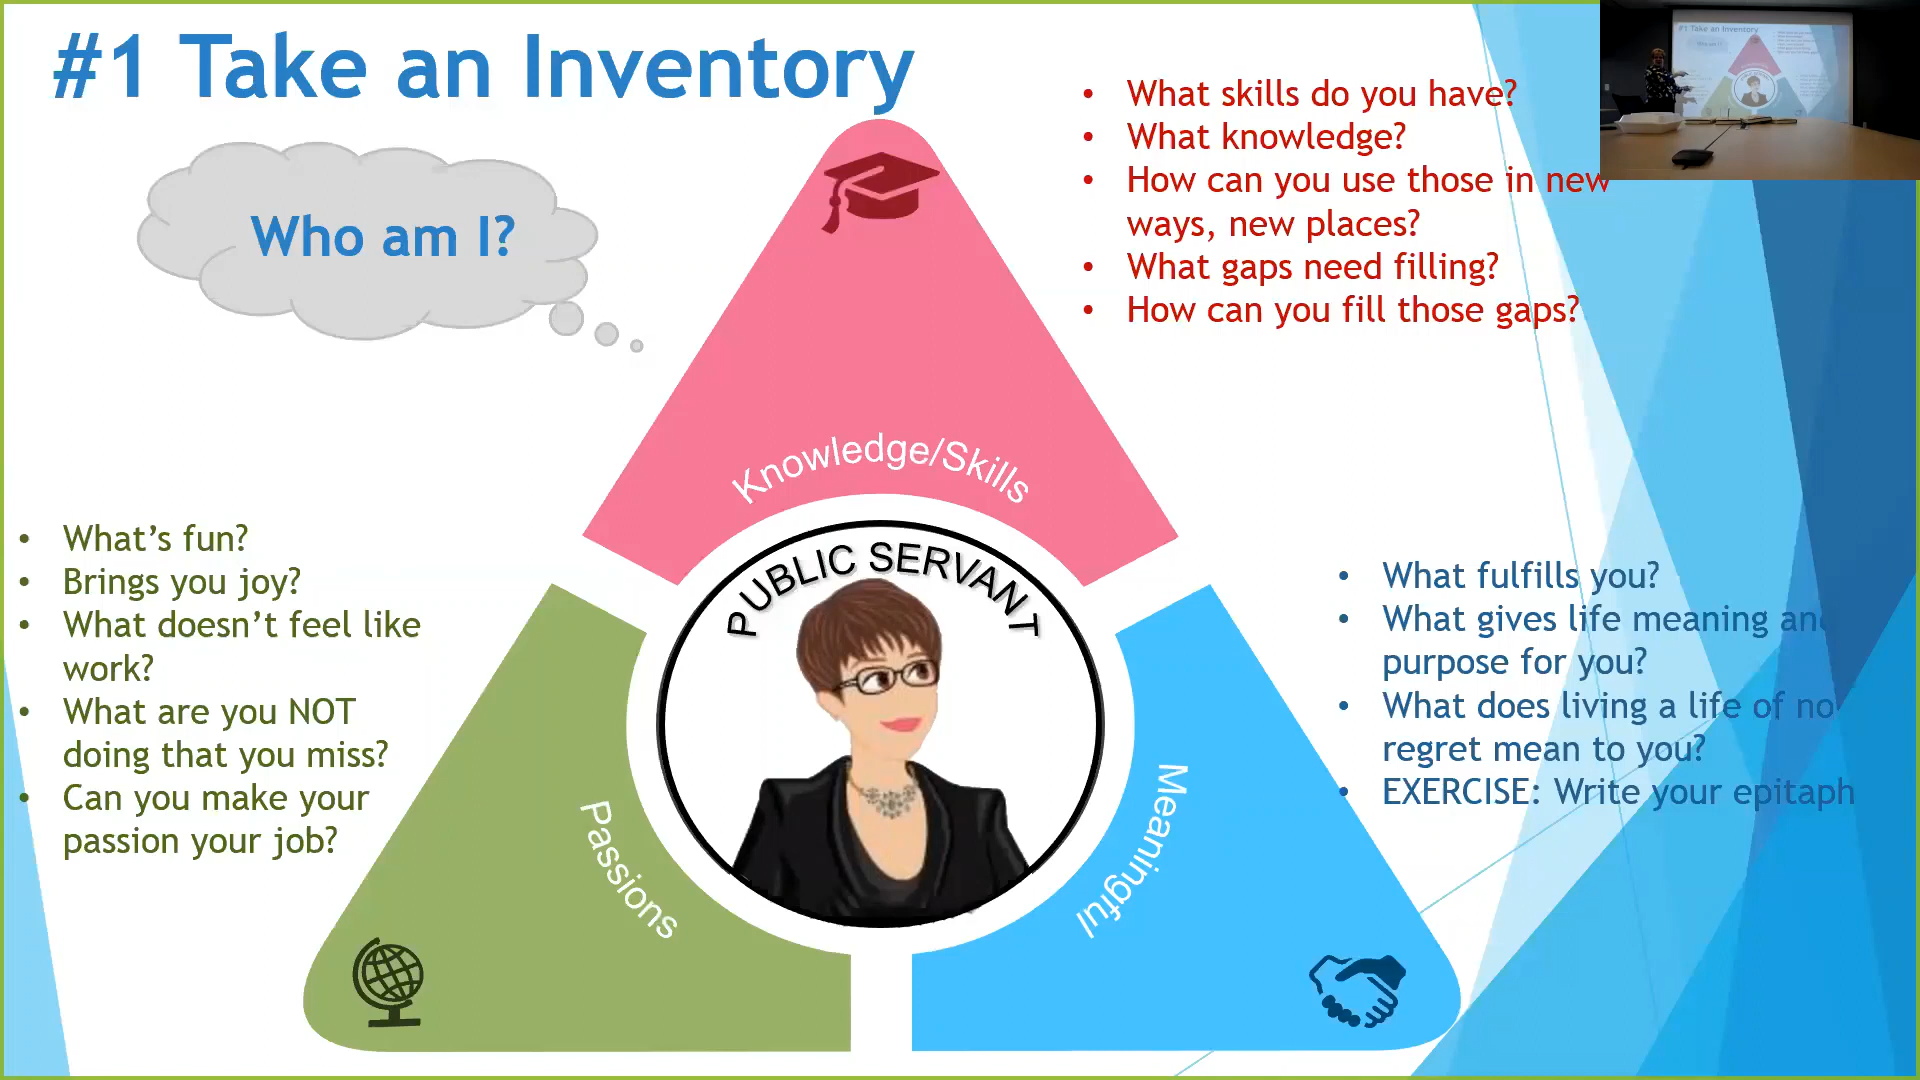 #1 Take an Inventory
Who am I?
• What skills do you have?
• What knowledge?
• How can you use those in new
ways, new places?
• What gaps need filling?
• How can you fill those gaps?
Knowledge/Skills
PUBLIC SERVANT
• What's fun?
• Brings you joy?
• What doesn't feel like
work?
• What are you NOT
doing that you miss?
• Can you make your
passion your job?
Passions
Meaningful
• What fulfills you?
• What gives life meaning and
purpose for you?
• What does living a life of no
regret mean to you?
• EXERCISE: Write your epitaph
#1 Take an Inventory